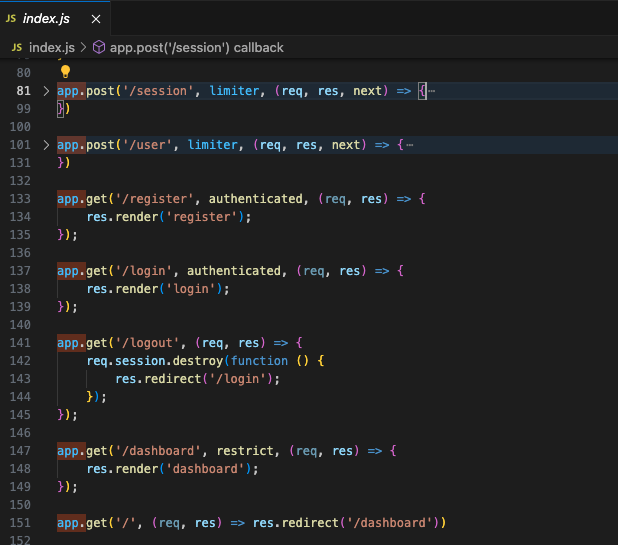 JS index.js ×
JS index.js > app.post('/session') callback
80
81 > app.post('/session', limiter, (req, res, next) => {…
99 })
100
101 > app.post('/user', limiter, (req, res, next) => {…
131 })
132
133 app.get('/register', authenticated, (req, res) => {
134     res.render('register');
135 });
136
137 app.get('/login', authenticated, (req, res) => {
138     res.render('login');
139 });
140
141 app.get('/logout', (req, res) => {
142     req.session.destroy(function () {
143         res.redirect('/login');
144     });
145 });
146
147 app.get('/dashboard', restrict, (req, res) => {
148     res.render('dashboard');
149 });
150
151 app.get('/', (req, res) => res.redirect('/dashboard'))
152